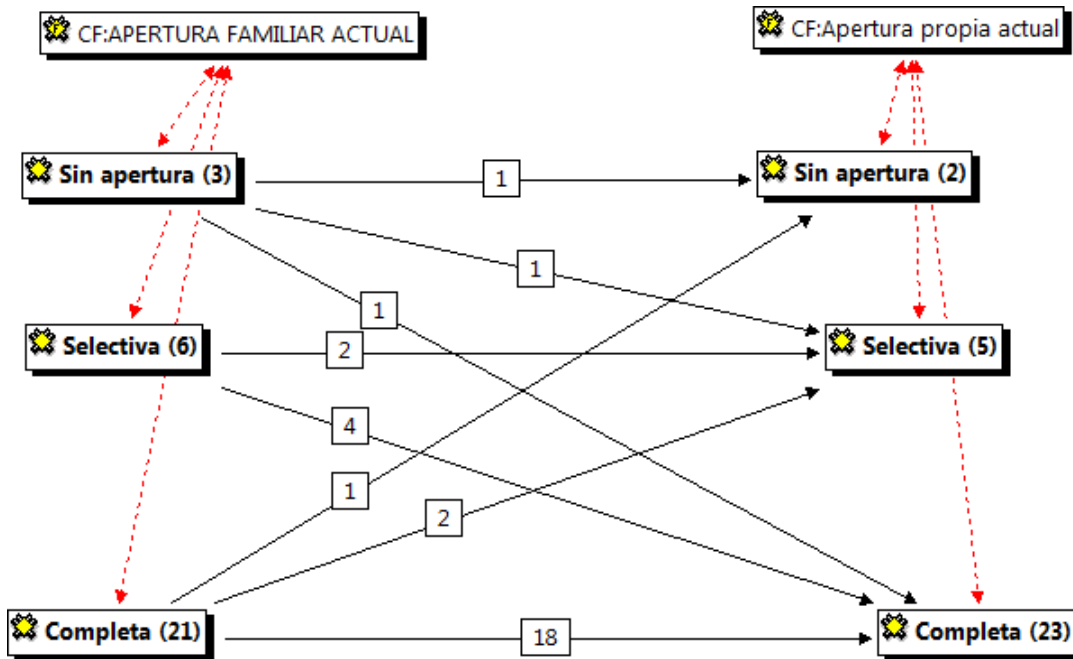 CF:APERTURA FAMILIAR ACTUAL
CF:Apertura propia actual
Sin apertura (3)
1
Sin apertura (2)
1
1
Selectiva (6)
2
Selectiva (5)
4
1
2
Completa (21)
18
Completa (23)